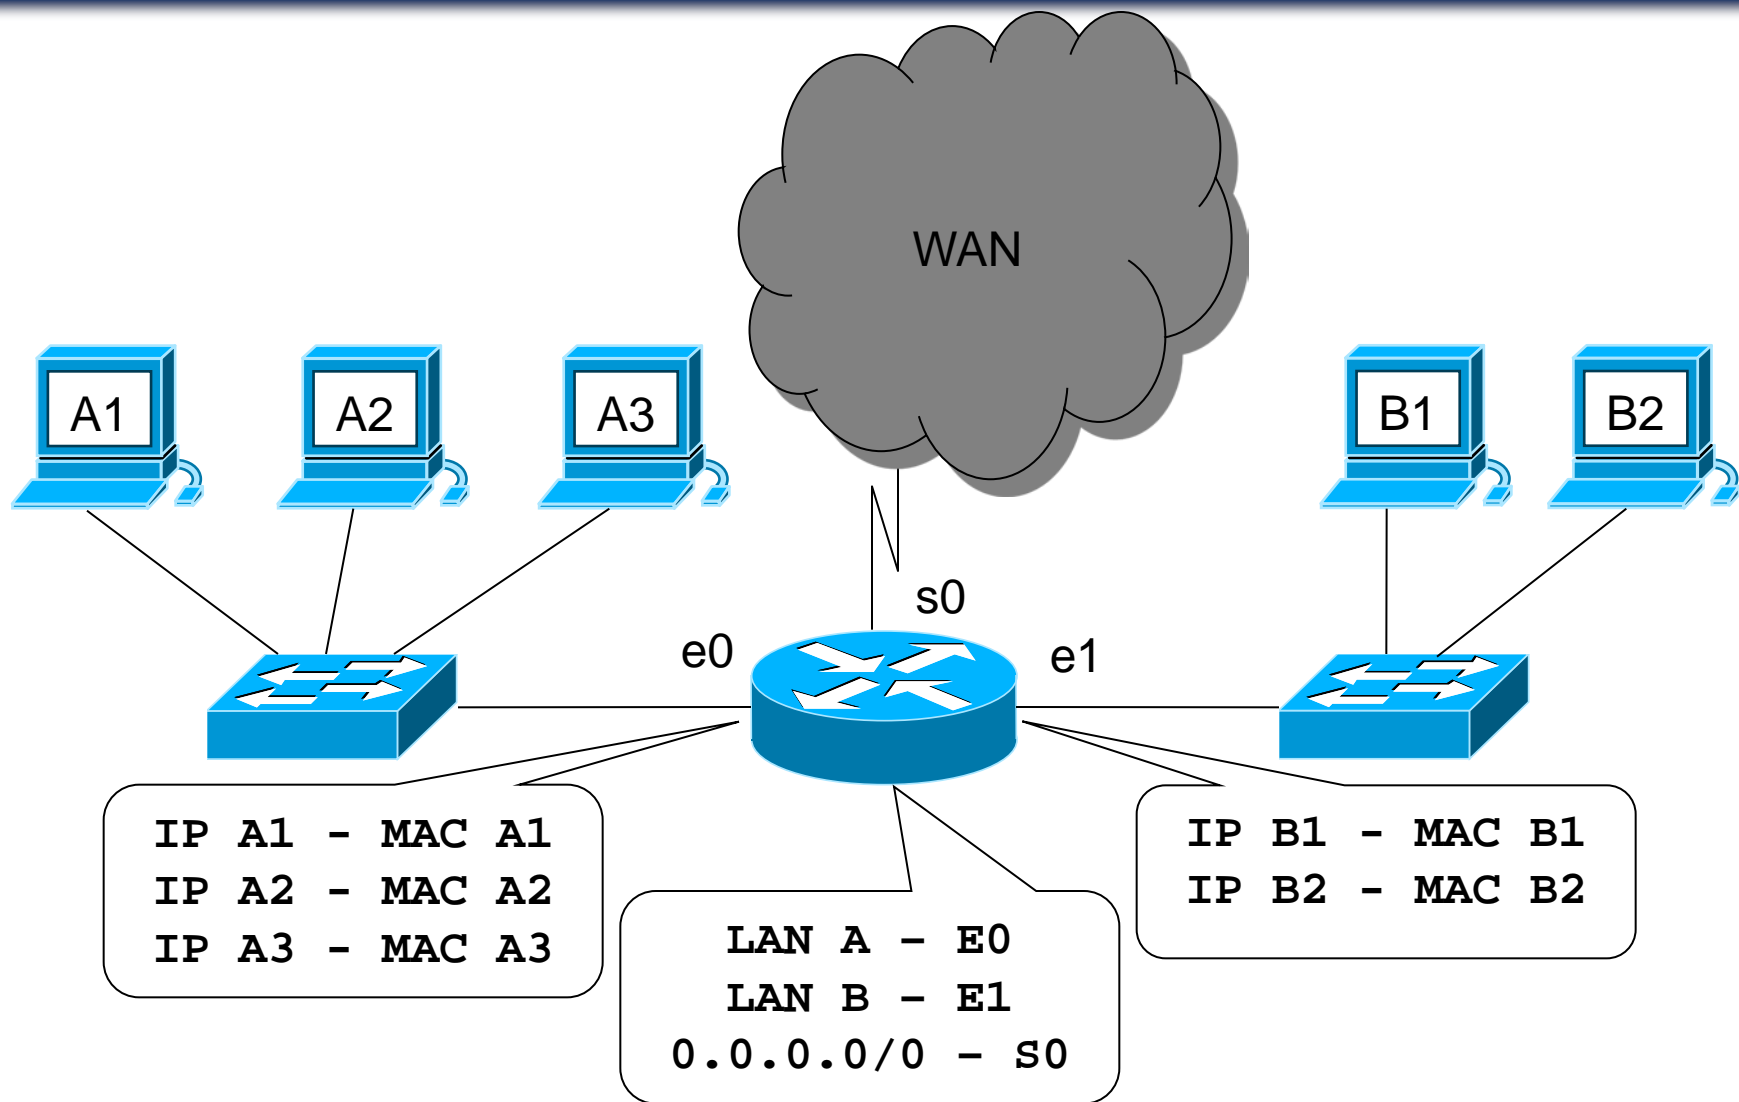 WAN
A1
A2
A3
B1
B2
s0
e0
e1
IP A1 - MAC A1
IP A2 - MAC A2
IP A3 - MAC A3
LAN A – E0
LAN B – E1
0.0.0.0/0 – S0
IP B1 - MAC B1
IP B2 - MAC B2